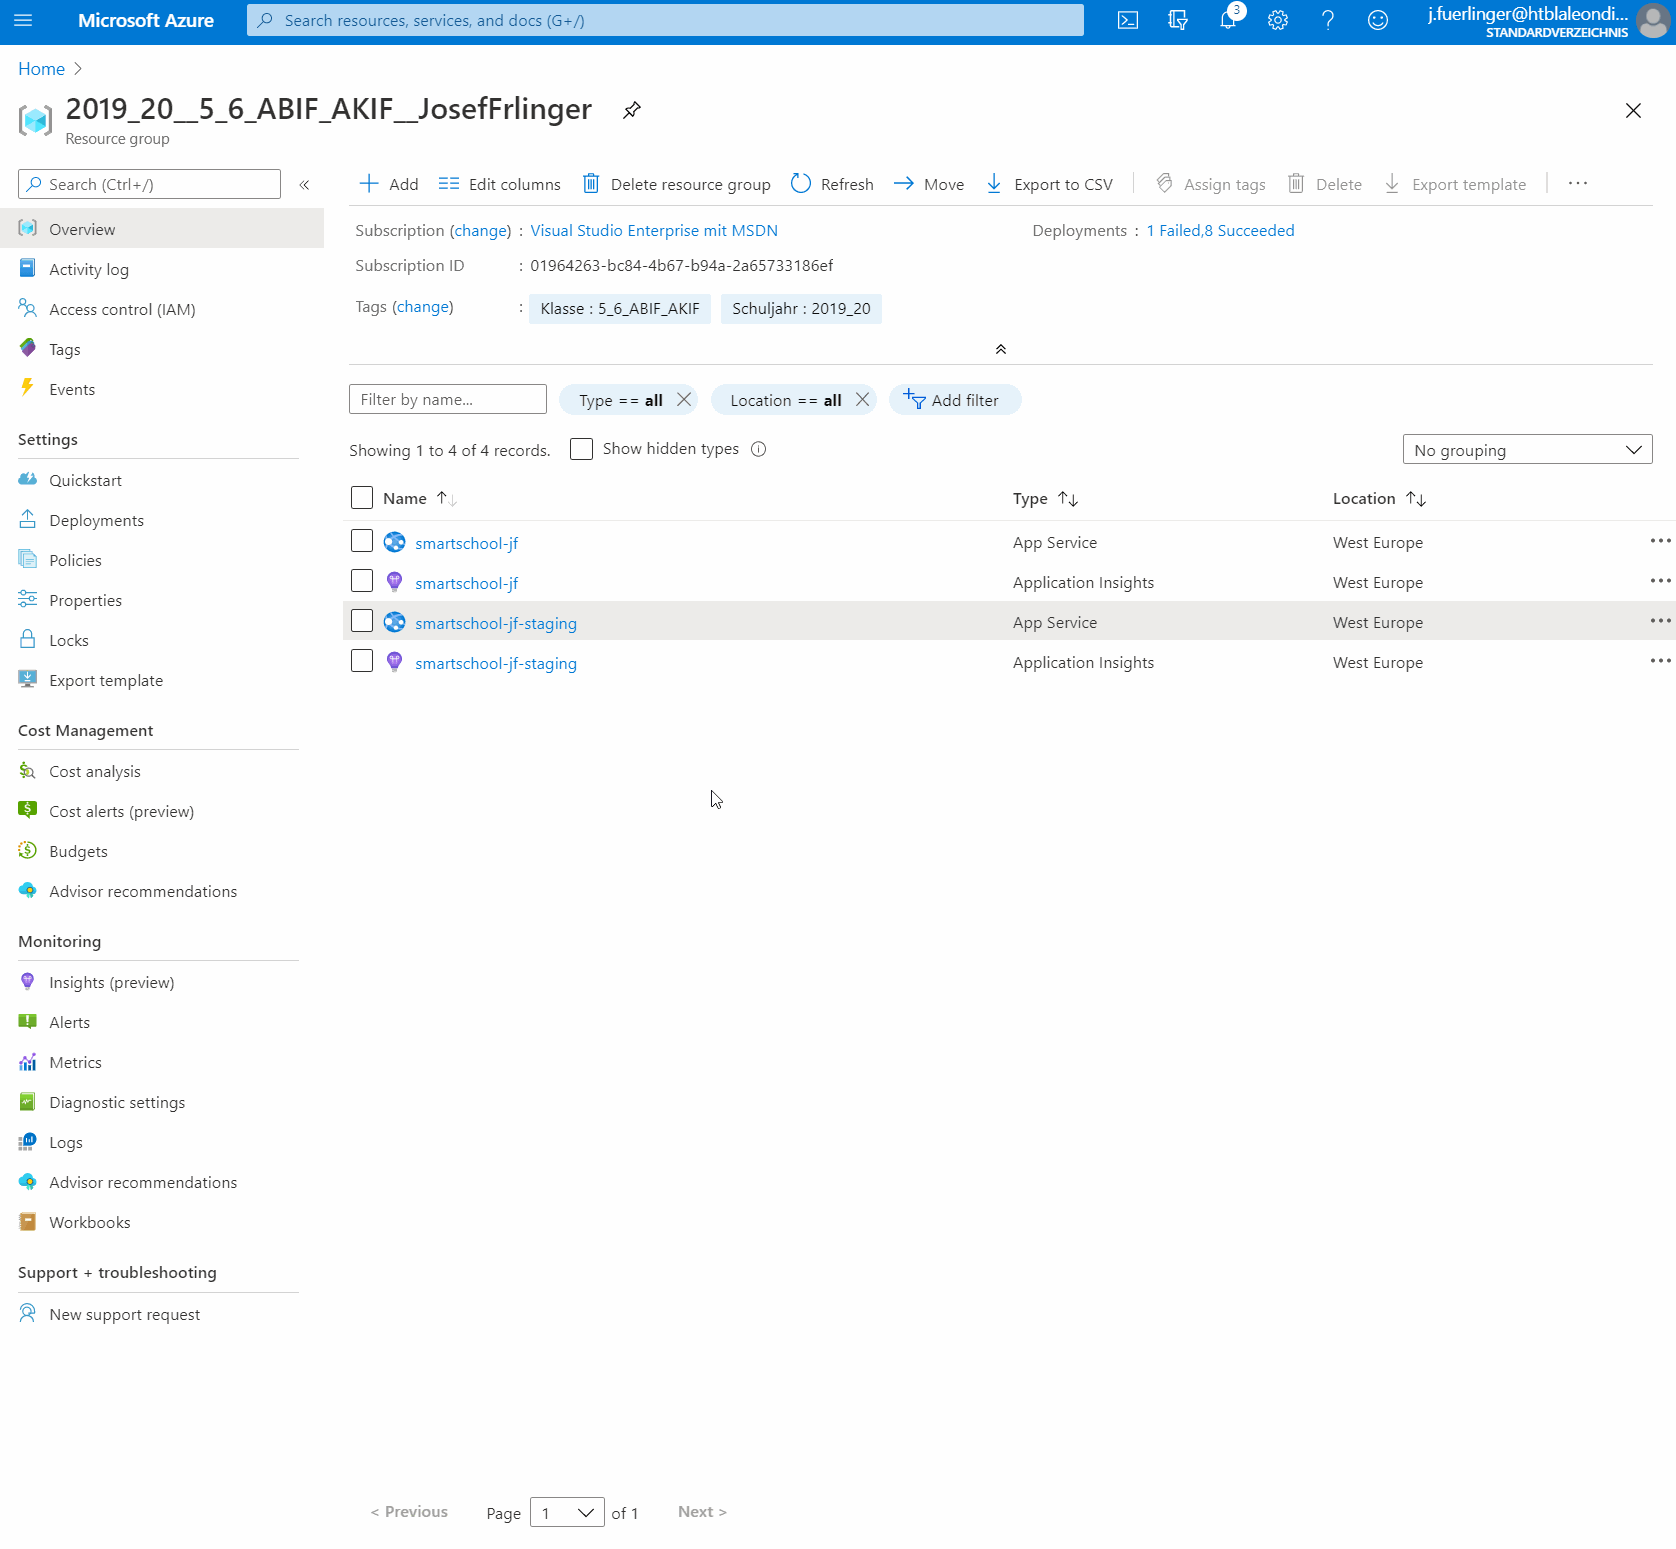 Microsoft Azure
Search resources, services, and docs (G+/)
3
j.fuerlinger@htblaleondi...
STANDARDVERZEICHNIS
Home >
2019_20__5_6_ABIF_AKIF__JosefFrlinger
Resource group
Search (Ctrl+/)
«
Add
Edit columns
Delete resource group
Refresh
Move
Export to CSV
Assign tags
Delete
Export template
...
Overview
Activity log
Access control (IAM)
Tags
Events
Settings
Quickstart
Deployments
Policies
Properties
Locks
Export template
Cost Management
Cost analysis
Cost alerts (preview)
Budgets
Advisor recommendations
Monitoring
Insights (preview)
Alerts
Metrics
Diagnostic settings
Logs
Advisor recommendations
Workbooks
Support + troubleshooting
New support request
Subscription (change) : Visual Studio Enterprise mit MSDN
Deployments : 1 Failed,8 Succeeded
Subscription ID : 01964263-bc84-4b67-b94a-2a65733186ef
Tags (change) : Klasse : 5_6_ABIF_AKIF Schuljahr : 2019_20
Filter by name...
Type == all
Location == all
Add filter
Showing 1 to 4 of 4 records.
Show hidden types
No grouping
Name Type Location
smartschool-jf App Service West Europe ...
smartschool-jf Application Insights West Europe ...
smartschool-jf-staging App Service West Europe ...
smartschool-jf-staging Application Insights West Europe ...
< Previous Page 1 of 1 Next >